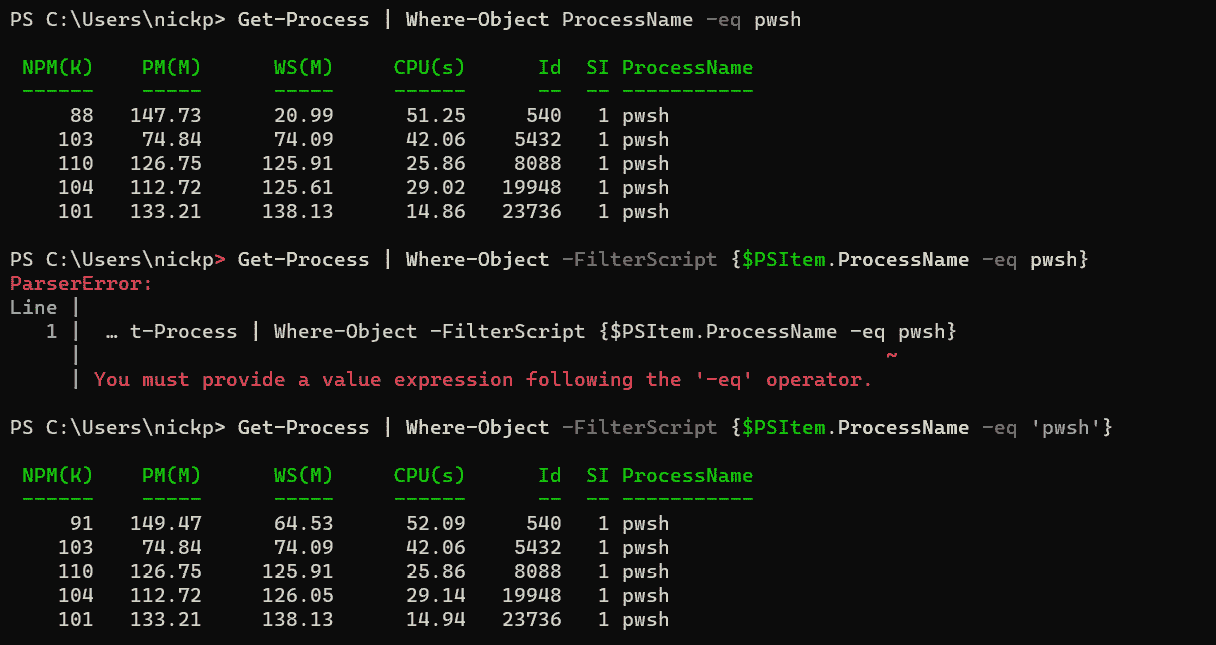 PS C:\Users\nickp> Get-Process | Where-Object ProcessName -eq pwsh
NPM(K)    PM(M)      WS(M)     CPU(s)      Id  SI ProcessName
------    -----      -----     ------      --  -- -----------
    88   147.73      20.99      51.25     540   1 pwsh
   103    74.84      74.09      42.06    5432   1 pwsh
   110   126.75     125.91      25.86    8088   1 pwsh
   104   112.72     125.61      29.02   19948   1 pwsh
   101   133.21     138.13      14.86   23736   1 pwsh
PS C:\Users\nickp> Get-Process | Where-Object -FilterScript {$PSItem.ProcessName -eq pwsh}
ParserError:
Line |
   1 |  … t-Process | Where-Object -FilterScript {$PSItem.ProcessName -eq pwsh}
     |                                                                   ~
     | You must provide a value expression following the '-eq' operator.
PS C:\Users\nickp> Get-Process | Where-Object -FilterScript {$PSItem.ProcessName -eq 'pwsh'}
NPM(K)    PM(M)      WS(M)     CPU(s)      Id  SI ProcessName
------    -----      -----     ------      --  -- -----------
    91   149.47      64.53      52.09     540   1 pwsh
   103    74.84      74.09      42.06    5432   1 pwsh
   110   126.75     125.91      25.86    8088   1 pwsh
   104   112.72     126.05      29.14   19948   1 pwsh
   101   133.21     138.13      14.94   23736   1 pwsh